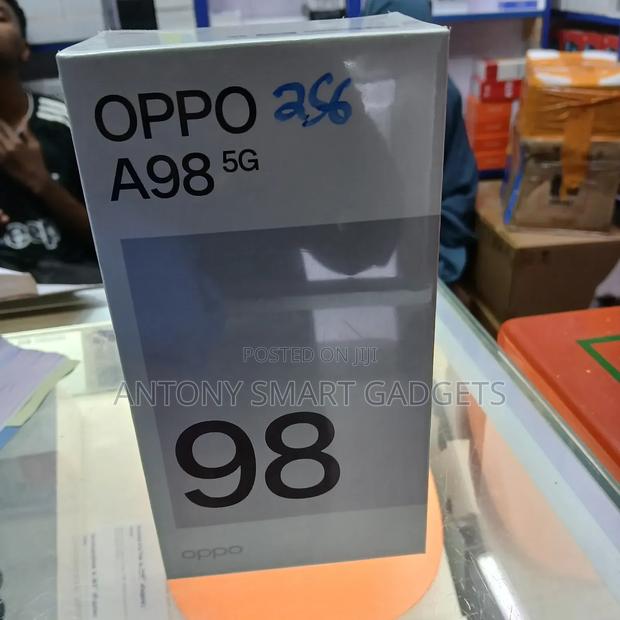 OPPO 256
A98 5G
POSTED ON JIJI
ANTONY SMART GADGETS
98
oppo